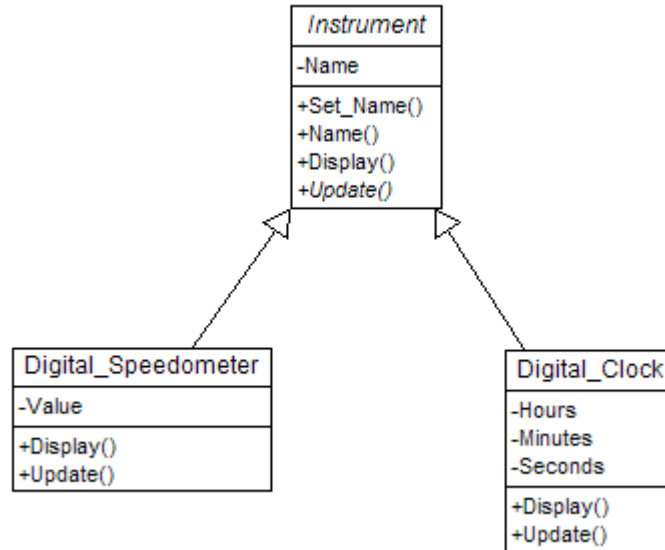 Instrument
-Name
+Set_Name()
+Name()
+Display()
+Update()
Digital_Speedometer
-Value
+Display()
+Update()
Digital_Clock
-Hours
-Minutes
-Seconds
+Display()
+Update()